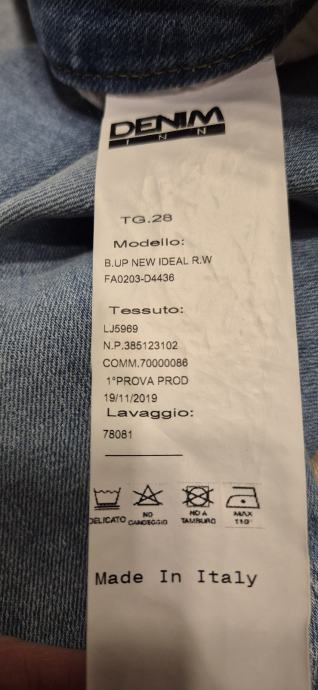 DENIM
INN
TG.28
Modello:
B.UP NEW IDEAL R.W
FA0203-D4436
Tessuto:
LJ5969
N.P.385123102
COMM.70000086
1°PROVA PROD
19/11/2019
Lavaggio:
78081
DELICATO
NO CANDEGGIO
NO A TAMBURO
MAX 110°
Made In Italy